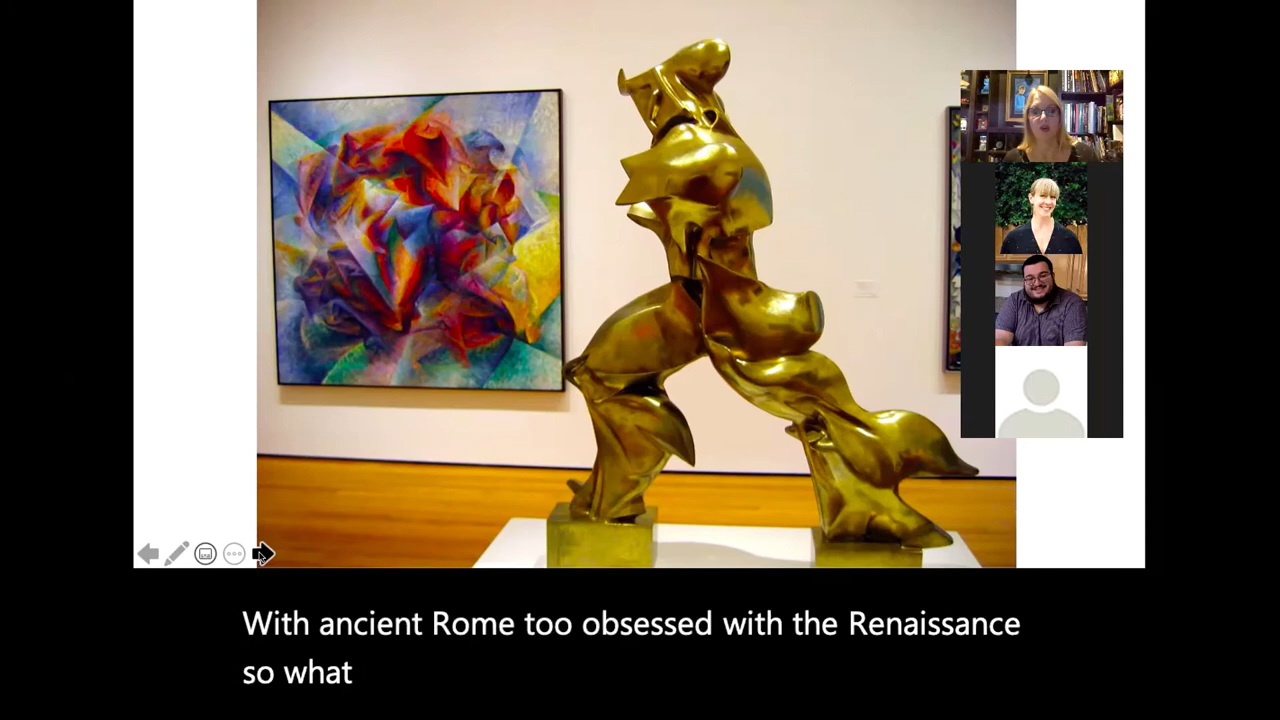 With ancient Rome too obsessed with the Renaissance
so what